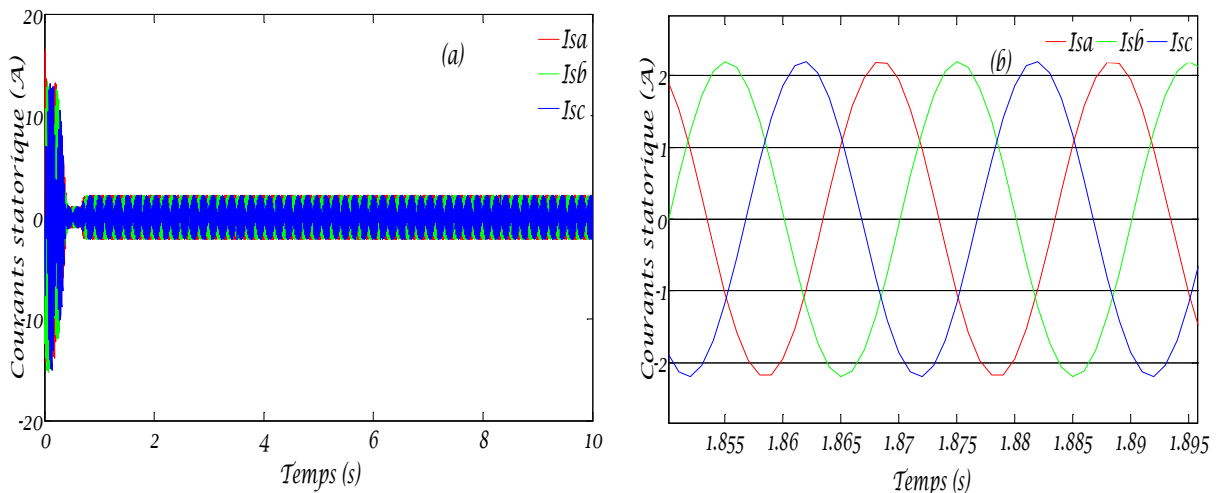 Courants statorique (A)
20
10
0
-10
-20
(a)
Isa
Isb
Isc
0
2
4
6
8
10
Temps (s)
Courants statorique (A)
2
1
0
-1
-2
(b)
Isa Isb Isc
1.855
1.86
1.865
1.87
1.875
1.88
1.885
1.89
1.895
Temps (s)